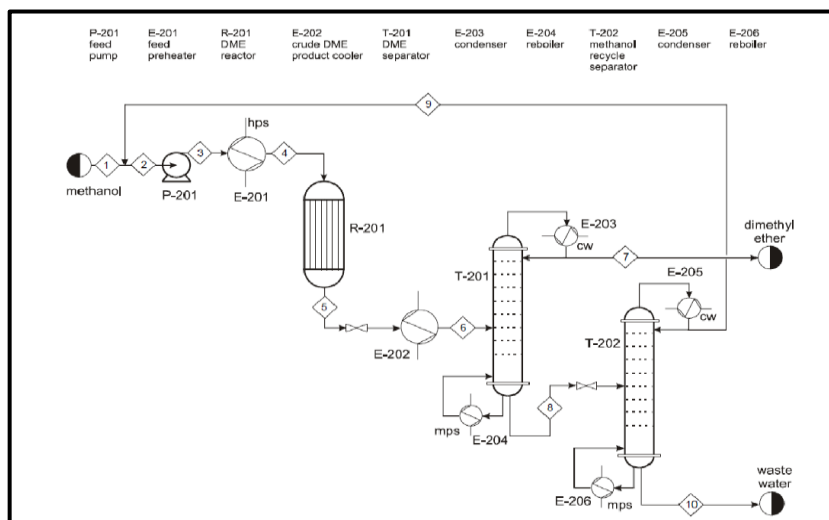 P-201 E-201 R-201 E-202 T-201 E-203 E-204 T-202 E-205 E-206
feed feed DME crude DME DME condenser reboiler methanol condenser reboiler
pump preheater reactor product cooler separator recycle
separator
9
hps
1 2 3 4
methanol
P-201
E-201
R-201
E-203
cw
dimethyl
ether
7
T-201
E-205
cw
5
6
E-202
T-202
8
mps
E-204
E-206
mps
waste
water
10